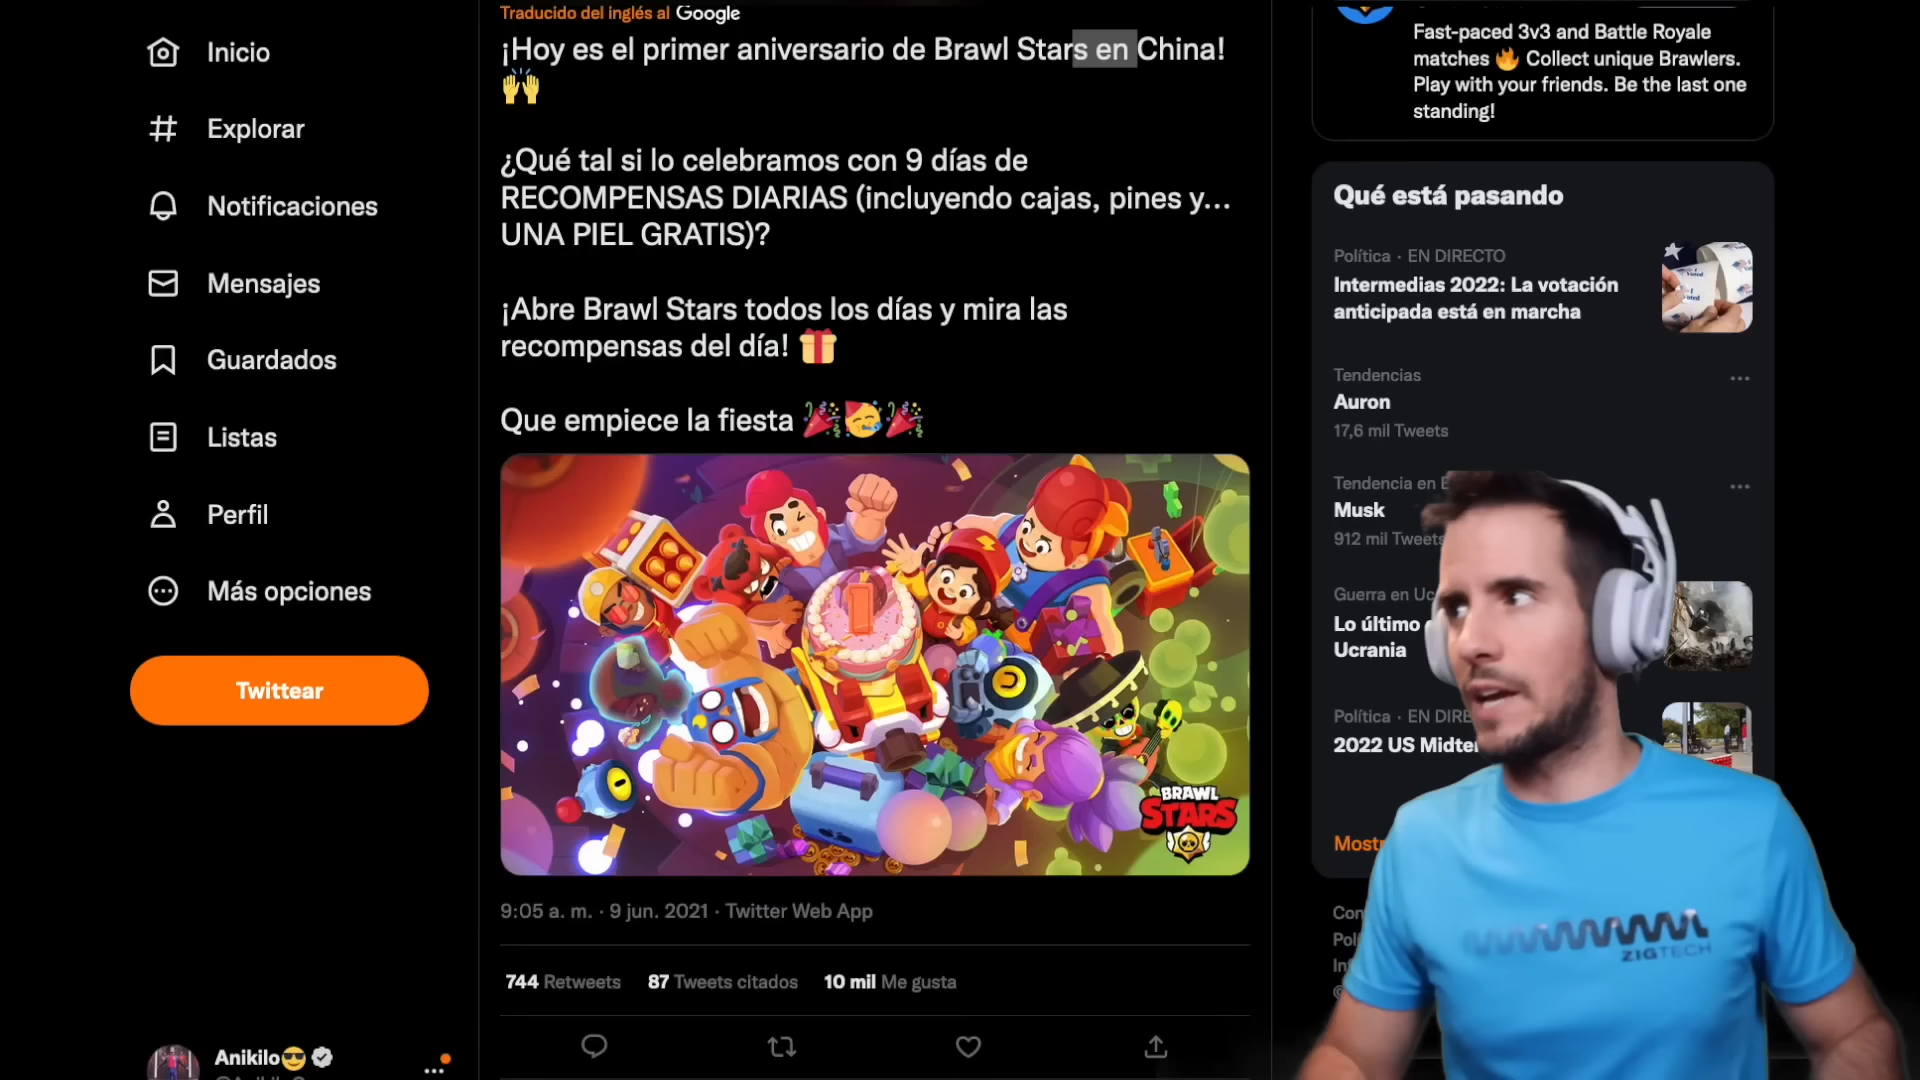 Inicio
Explorar
Notificaciones
Mensajes
Guardados
Listas
Perfil
Más opciones
Twittear
Anikilo😎
Traducido del inglés al Google
¡Hoy es el primer aniversario de Brawl Stars en China!
🙌
¿Qué tal si lo celebramos con 9 días de
RECOMPENSAS DIARIAS (incluyendo cajas, pines y...
UNA PIEL GRATIS)?
¡Abre Brawl Stars todos los días y mira las
recompensas del día! 🎁
Que empiece la fiesta 🎉🥳🎉
BRAWL
STARS
9:05 a. m. · 9 jun. 2021 · Twitter Web App
744 Retweets 87 Tweets citados 10 mil Me gusta
Fast-paced 3v3 and Battle Royale
matches 🔥 Collect unique Brawlers.
Play with your friends. Be the last one
standing!
Qué está pasando
Política · EN DIRECTO
Intermedias 2022: La votación
anticipada está en marcha
Tendencias
Auron
17,6 mil Tweets
Tendencia en
Musk
912 mil Tweets
Guerra en
Lo último
Ucrania
Política · EN
2022 US
ZIGTECH